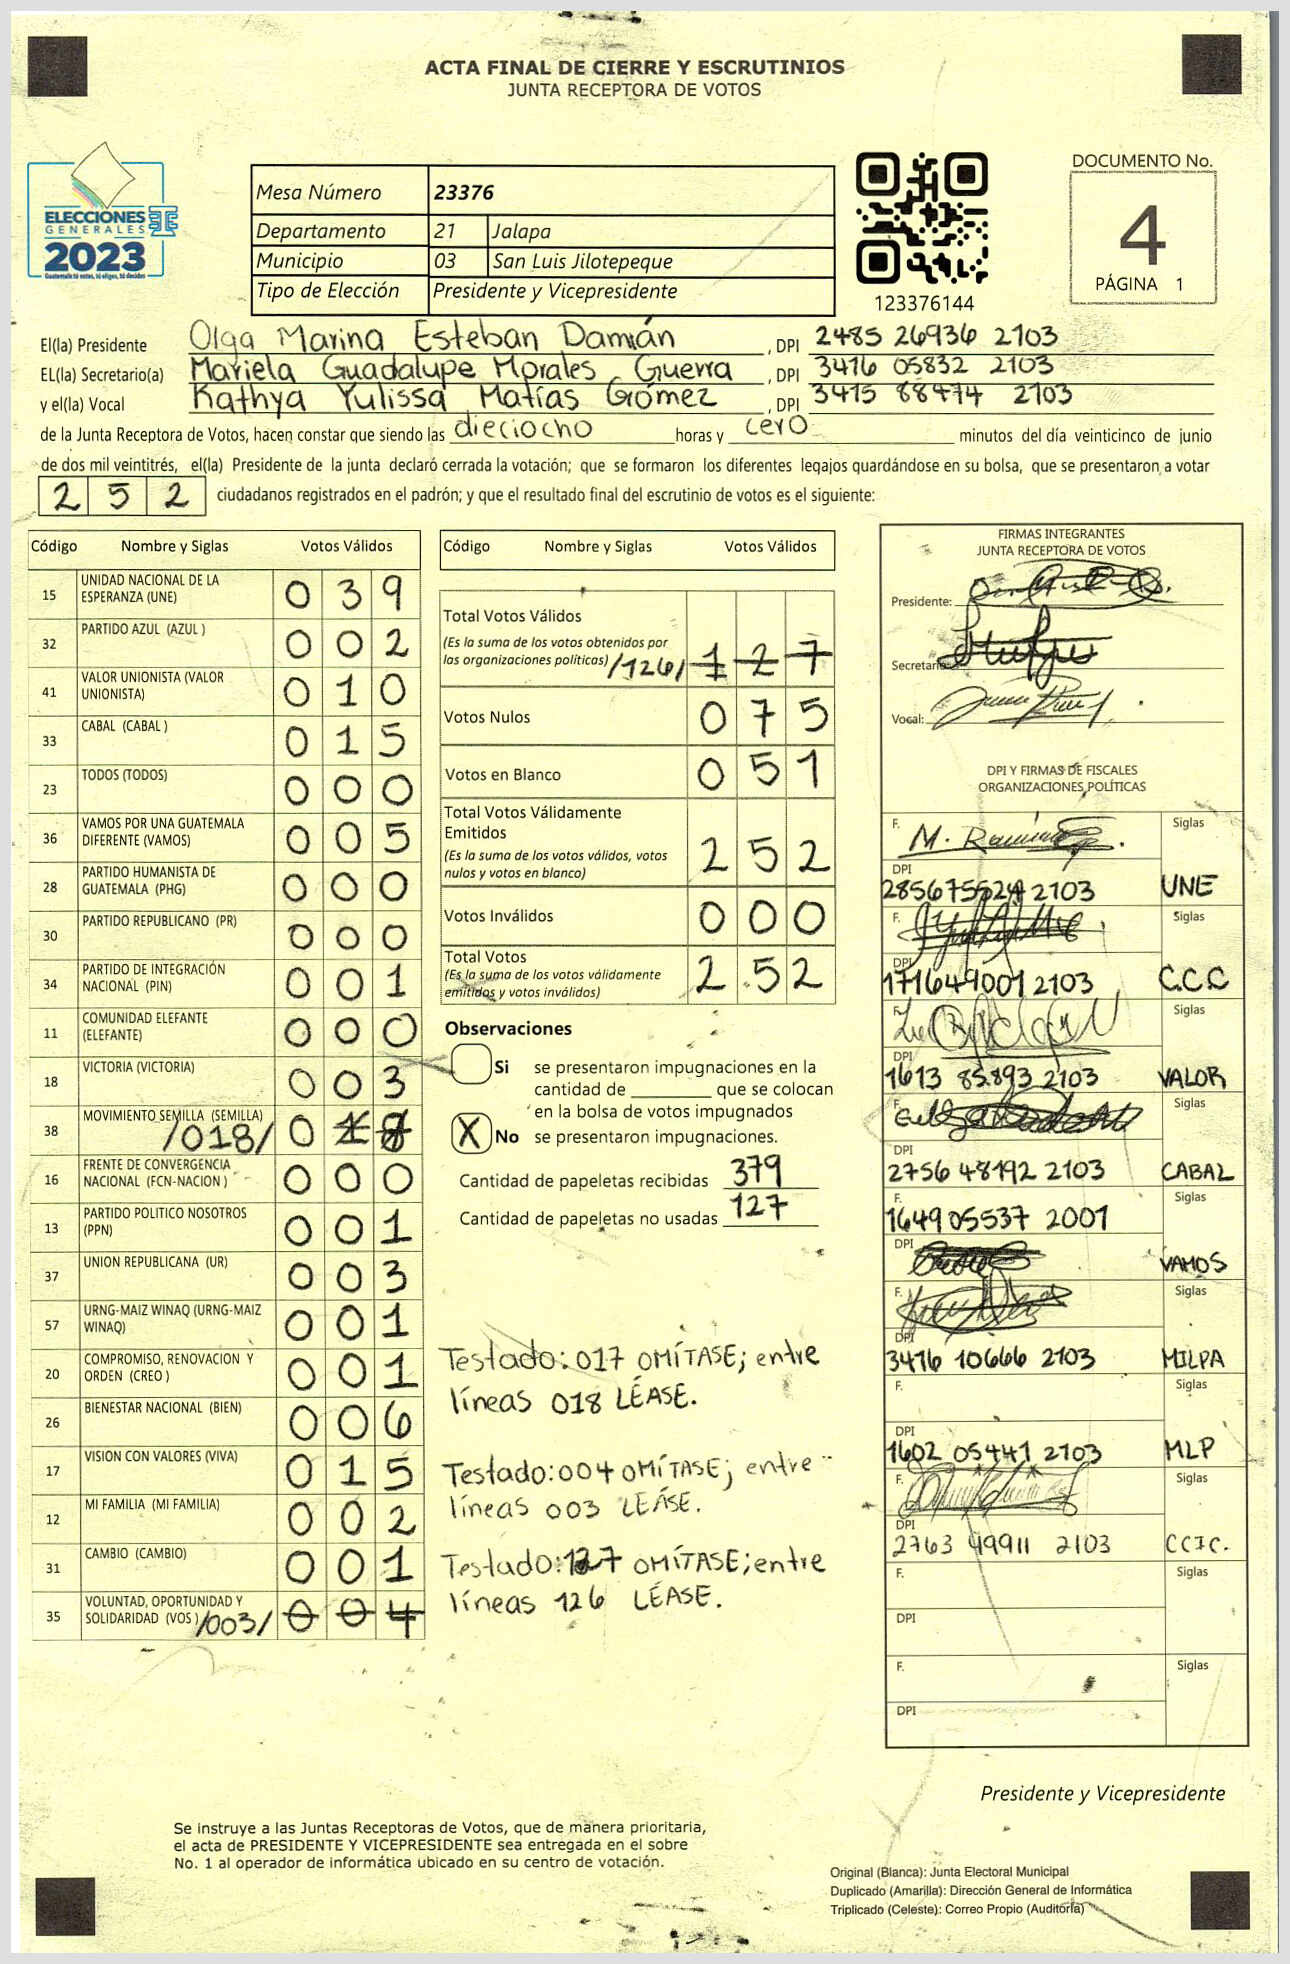 ACTA FINAL DE CIERRE Y ESCRUTINIOS
JUNTA RECEPTORA DE VOTOS
ELECCIONES
GENERALES
2023
Guatemala tú votas, tú eliges, tú decides
Mesa Número 23376
Departamento 21 Jalapa
Municipio 03 San Luis Jilotepeque
Tipo de Elección Presidente y Vicepresidente
123376144
DOCUMENTO No.
4
PÁGINA 1
El(la) Presidente Olga Marina Esteban Damián , DPI 2485 26936 2103
EL(la) Secretario(a) Mariela Guadalupe Morales Guerra , DPI 3416 05832 2103
y el(la) Vocal Kathya Yulissa Matías Gómez , DPI 3415 88474 2103
de la Junta Receptora de Votos, hacen constar que siendo las dieciocho horas y cero minutos del día veinticinco de junio
de dos mil veintitrés, el(la) Presidente de la junta declaró cerrada la votación; que se formaron los diferentes legajos quardándose en su bolsa, que se presentaron a votar
252 ciudadanos registrados en el padrón; y que el resultado final del escrutinio de votos es el siguiente:
Código Nombre y Siglas Votos Válidos
15 UNIDAD NACIONAL DE LA ESPERANZA (UNE) 0 3 9
32 PARTIDO AZUL (AZUL ) 0 0 2
41 VALOR UNIONISTA (VALOR UNIONISTA) 0 1 0
33 CABAL (CABAL ) 0 1 5
23 TODOS (TODOS) 0 0 0
36 VAMOS POR UNA GUATEMALA DIFERENTE (VAMOS) 0 0 5
28 PARTIDO HUMANISTA DE GUATEMALA (PHG) 0 0 0
30 PARTIDO REPUBLICANO (PR) 0 0 0
34 PARTIDO DE INTEGRACIÓN NACIONAL (PIN) 0 0 1
11 COMUNIDAD ELEFANTE (ELEFANTE) 0 0 0
18 VICTORIA (VICTORIA) 0 0 3
38 MOVIMIENTO SEMILLA (SEMILLA) /018/ 0
16 FRENTE DE CONVERGENCIA NACIONAL (FCN-NACION ) 0 0 0
13 PARTIDO POLITICO NOSOTROS (PPN) 0 0 1
37 UNION REPUBLICANA (UR) 0 0 3
57 URNG-MAIZ WINAQ (URNG-MAIZ WINAQ) 0 0 1
20 COMPROMISO, RENOVACION Y ORDEN (CREO ) 0 0 1
26 BIENESTAR NACIONAL (BIEN) 0 0 6
17 VISION CON VALORES (VIVA) 0 1 5
12 MI FAMILIA (MI FAMILIA) 0 0 2
31 CAMBIO (CAMBIO) 0 0 1
35 VOLUNTAD, OPORTUNIDAD Y SOLIDARIDAD (VOS ) /003/ 0 0 4
Código Nombre y Siglas Votos Válidos
Total Votos Válidos
(Es la suma de los votos obtenidos por
las organizaciones políticas) /126/ 1 2 7
Votos Nulos 0 7 5
Votos en Blanco 0 5 1
Total Votos Válidamente
Emitidos
(Es la suma de los votos válidos, votos
nulos y votos en blanco) 2 5 2
Votos Inválidos 0 0 0
Total Votos
(Es la suma de los votos válidamente
emitidos y votos inválidos) 2 5 2
Observaciones
Si se presentaron impugnaciones en la
cantidad de ________ que se colocan
en la bolsa de votos impugnados
X No se presentaron impugnaciones.
Cantidad de papeletas recibidas 379
Cantidad de papeletas no usadas 127
Testado: 017 OMÍTASE; entre
líneas 018 LÉASE.
Testado: 004 OMÍTASE; entre
líneas 003 LEÁSE.
Testado: 127 OMÍTASE; entre
líneas 126 LÉASE.
FIRMAS INTEGRANTES
JUNTA RECEPTORA DE VOTOS
Presidente:
Secretario:
Vocal:
DPI Y FIRMAS DE FISCALES
ORGANIZACIONES POLÍTICAS
F. M. Siglas
DPI 2103 UNE
F. Siglas
DPI 171649001 2103 C.C.C
F. Siglas
DPI 1613 85893 2103 VALOR
F. Siglas
DPI 2756 48192 2103 CABAL
F. 1649 05537 2001 Siglas
DPI VAMOS
F. Siglas
DPI 3416 10666 2103 MILPA
F. Siglas
DPI 1602 05441 2103 MLP
F. Siglas
DPI 2763 49911 2103 CCIC.
F. Siglas
DPI
F. Siglas
DPI
Presidente y Vicepresidente
Se instruye a las Juntas Receptoras de Votos, que de manera prioritaria,
el acta de PRESIDENTE Y VICEPRESIDENTE sea entregada en el sobre
No. 1 al operador de informática ubicado en su centro de votación.
Original (Blanca): Junta Electoral Municipal
Duplicado (Amarilla): Dirección General de Informática
Triplicado (Celeste): Correo Propio (Auditoría)